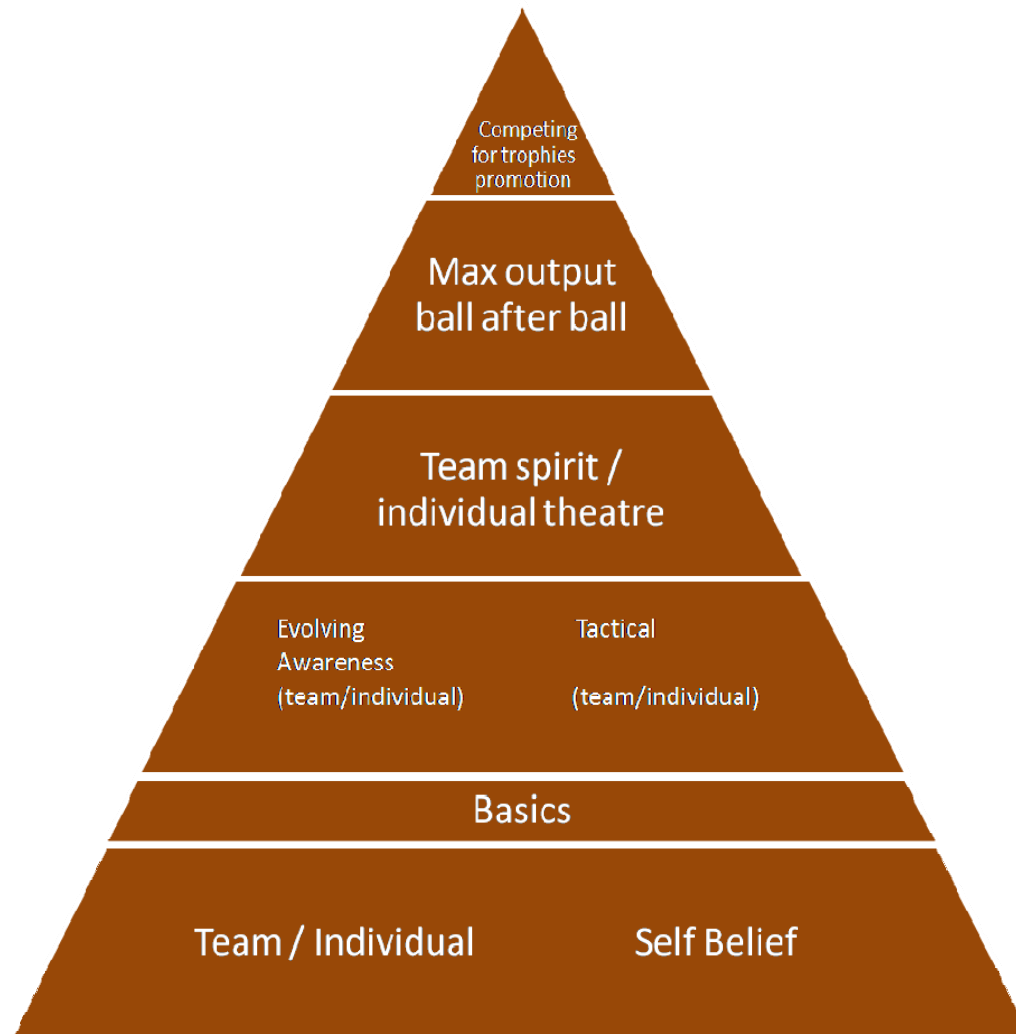 Competing
for trophies
promotion
Max output
ball after ball
Team spirit /
individual theatre
Evolving Tactical
Awareness
(team/individual) (team/individual)
Basics
Team / Individual Self Belief